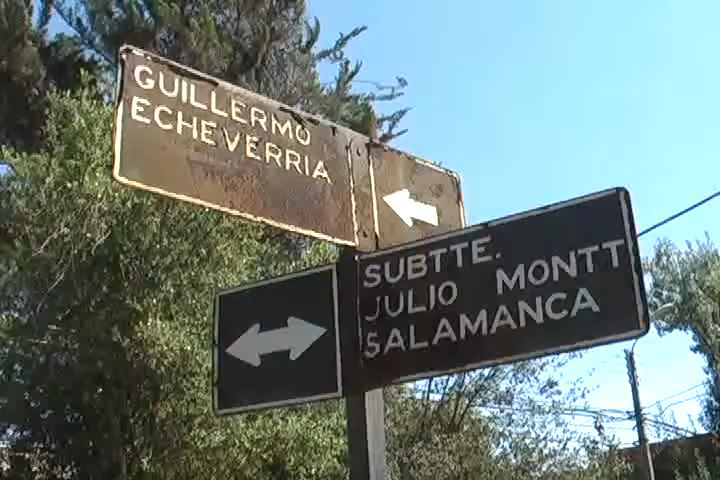 GUILLERMO
ECHEVERRIA
SUBTTE.
JULIO MONTT
SALAMANCA